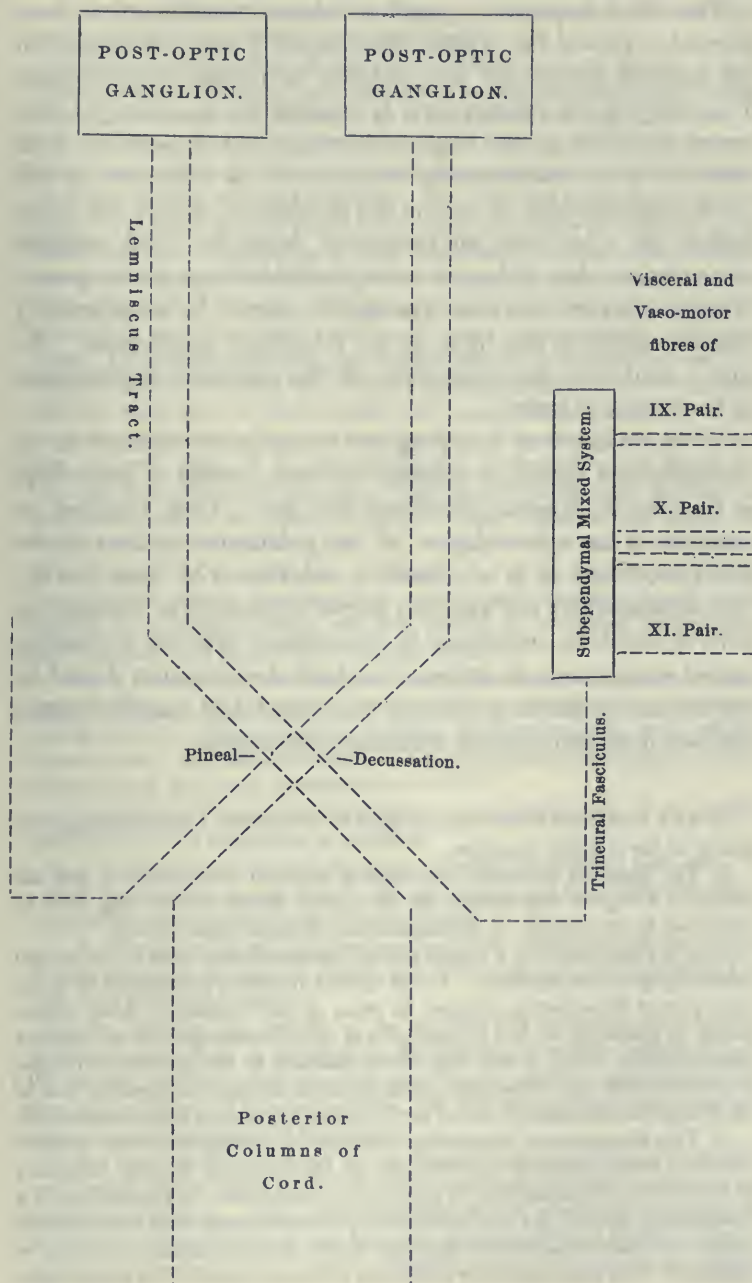 POST-OPTIC
GANGLION.
POST-OPTIC
GANGLION.
Lemniscus Tract.
Visceral and
Vaso-motor
fibres of
IX. Pair.
X. Pair.
XI. Pair.
Subependymal Mixed System.
Pineal
Decussation.
Trineural Fasciculus.
Posterior
Columns of
Cord.